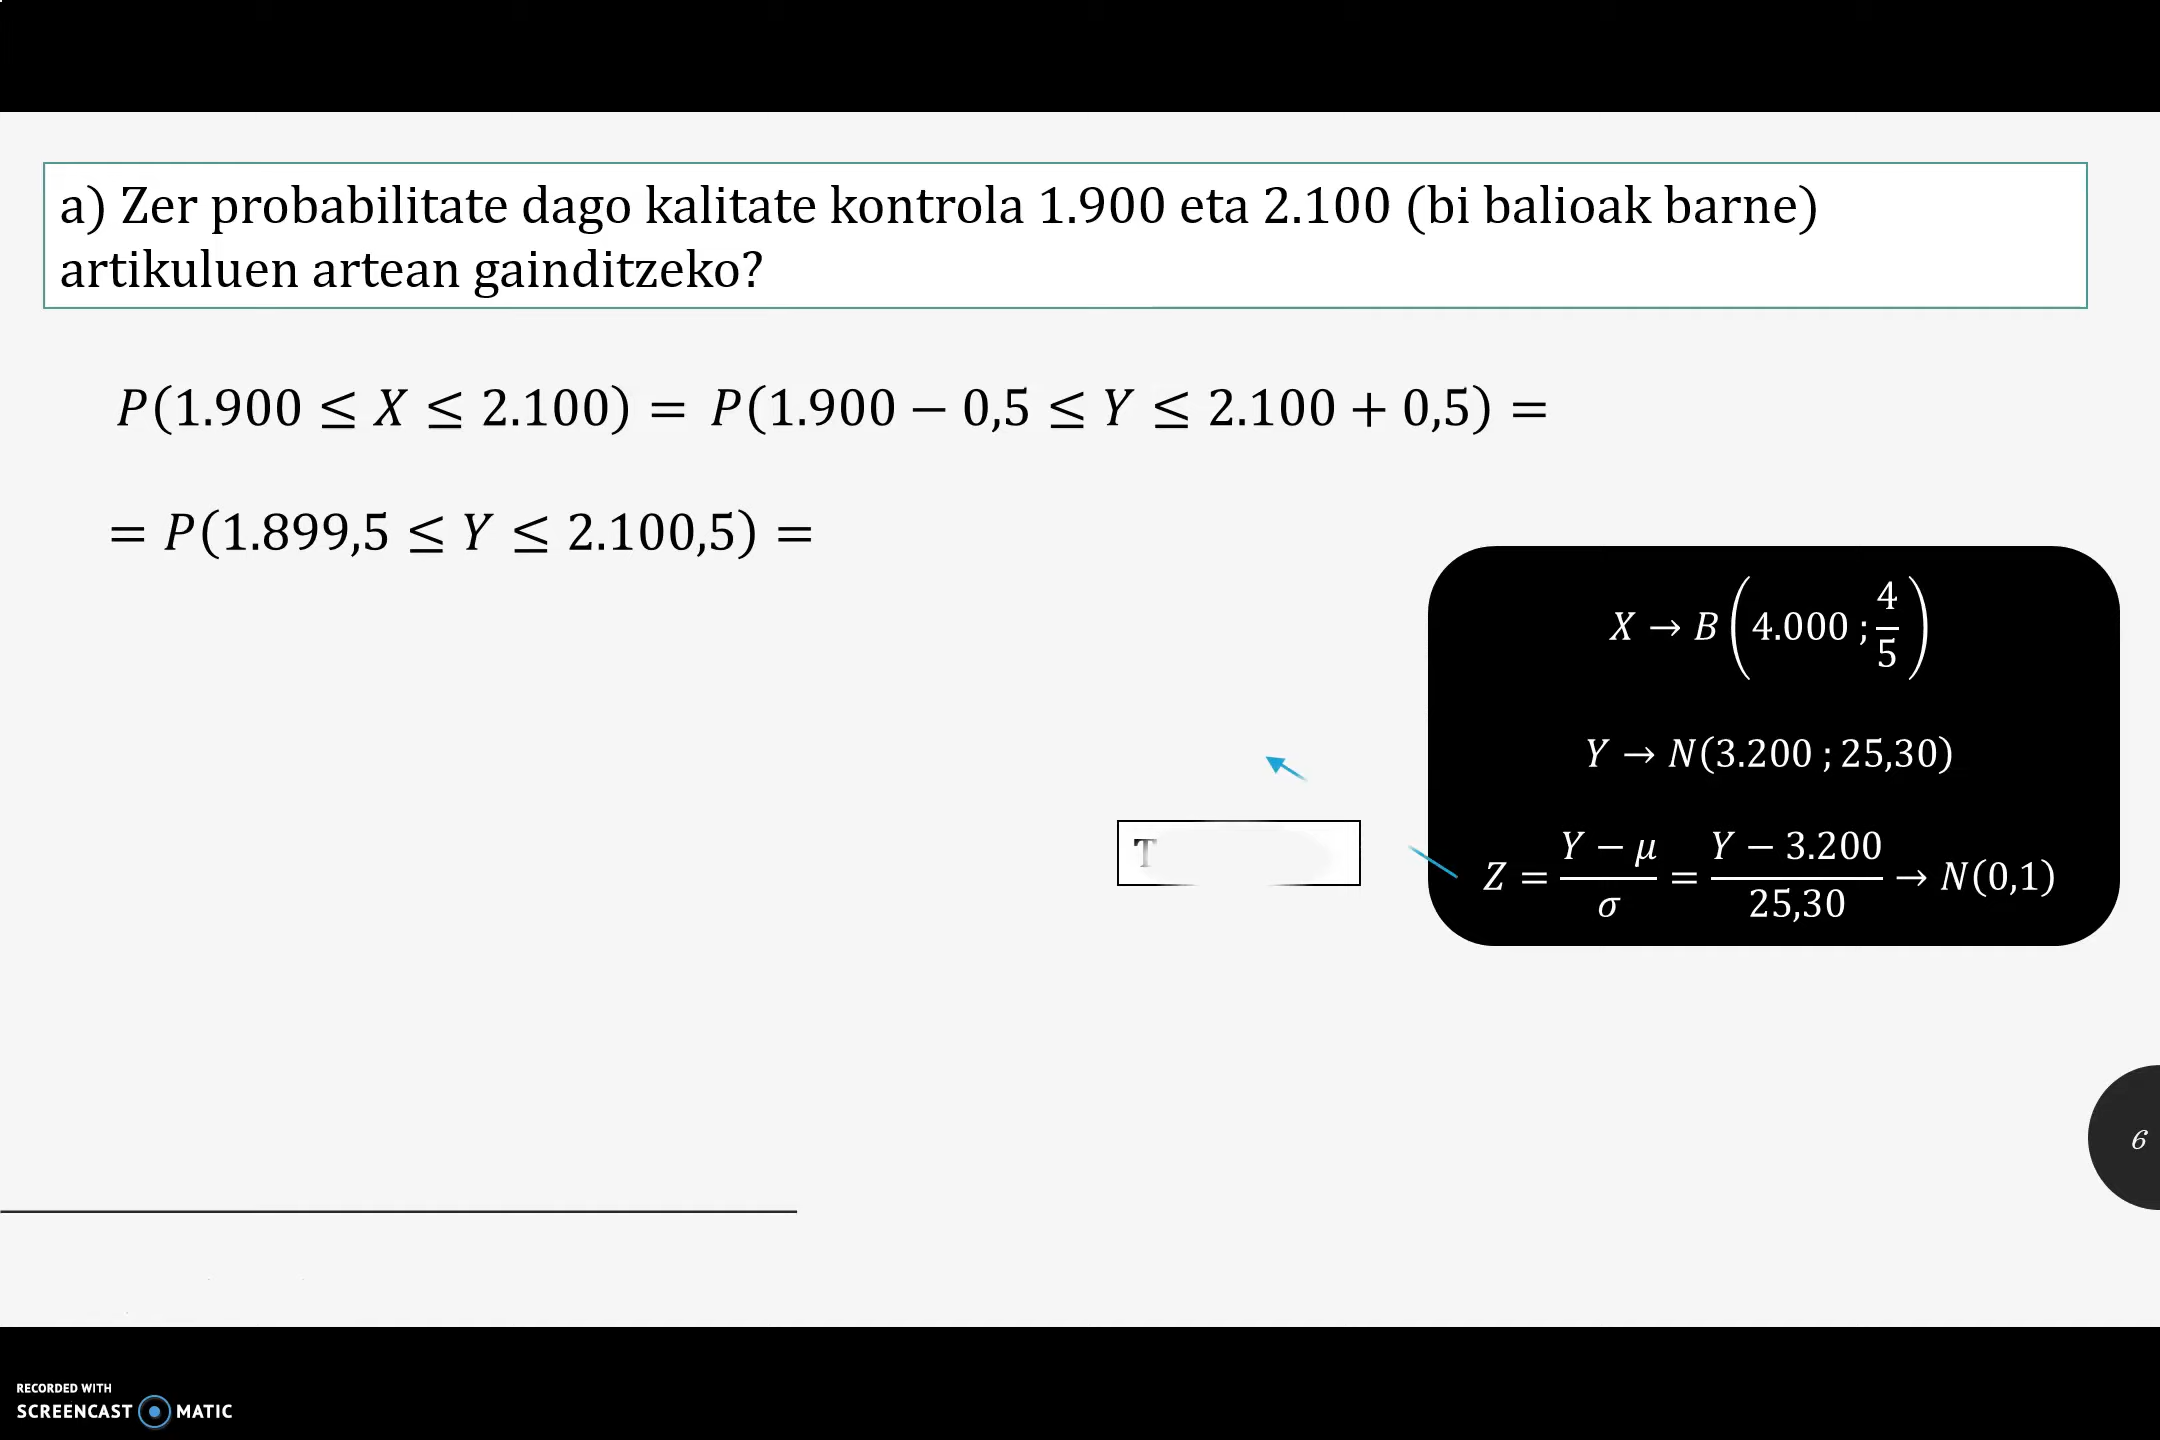 a) Zer probabilitate dago kalitate kontrola 1.900 eta 2.100 (bi balioak barne)
artikuluen artean gainditzeko?
P(1.900 ≤ X ≤ 2.100) = P(1.900 − 0,5 ≤ Y ≤ 2.100 + 0,5) =
= P(1.899,5 ≤ Y ≤ 2.100,5) =
X → B(4.000 ; 4/5)
Y → N(3.200 ; 25,30)
Z = (Y − μ)/σ = (Y − 3.200)/25,30 → N(0,1)
6
RECORDED WITH
SCREENCAST MATIC